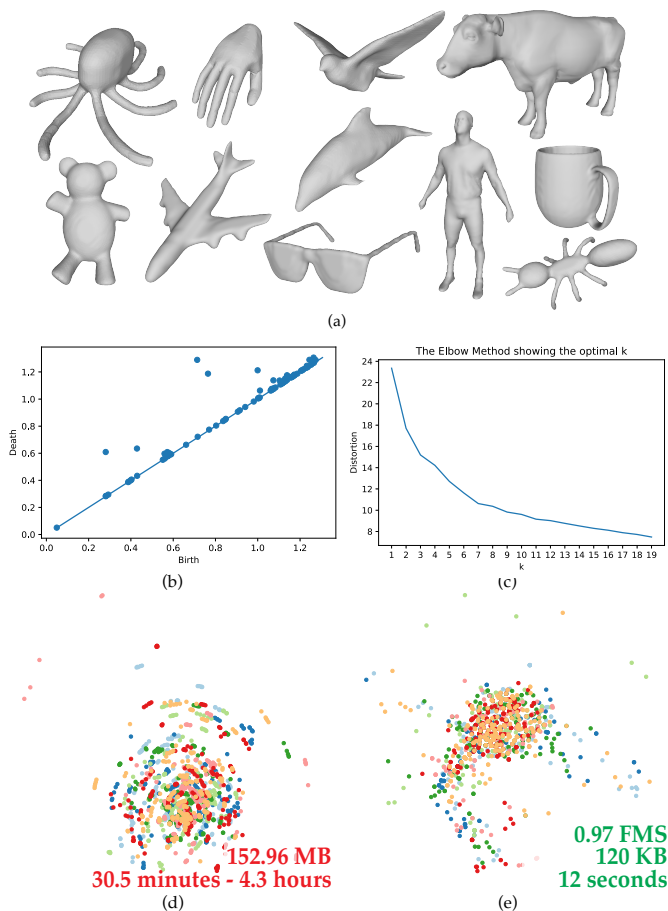 (a)
1.2
1.0
0.8
0.6
0.4
0.2
0.0
Death
0.0 0.2 0.4 0.6 0.8 1.0 1.2
Birth
(b)
The Elbow Method showing the optimal k
24
22
20
18
16
14
12
10
8
Distortion
1 2 3 4 5 6 7 8 9 10 11 12 13 14 15 16 17 18 19
k
(c)
152.96 MB
30.5 minutes - 4.3 hours
(d)
0.97 FMS
120 KB
12 seconds
(e)